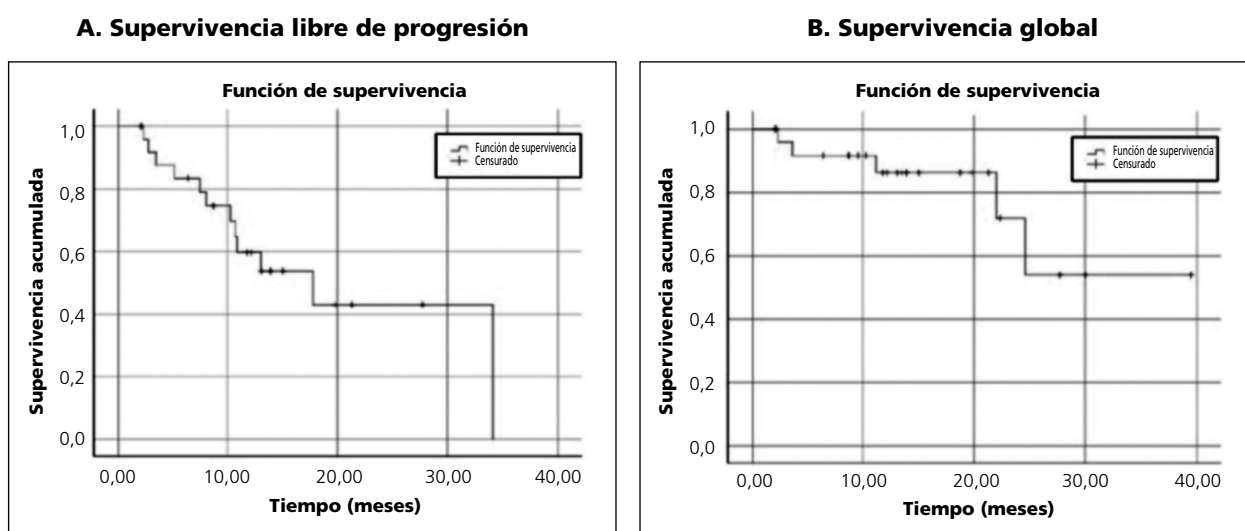 A. Supervivencia libre de progresión
Función de supervivencia
Función de supervivencia
Censurado
Supervivencia acumulada
1,0
0,8
0,6
0,4
0,2
0,0
0,00 10,00 20,00 30,00 40,00
Tiempo (meses)
B. Supervivencia global
Función de supervivencia
Función de supervivencia
Censurado
Supervivencia acumulada
1,0
0,8
0,6
0,4
0,2
0,0
0,00 10,00 20,00 30,00 40,00
Tiempo (meses)